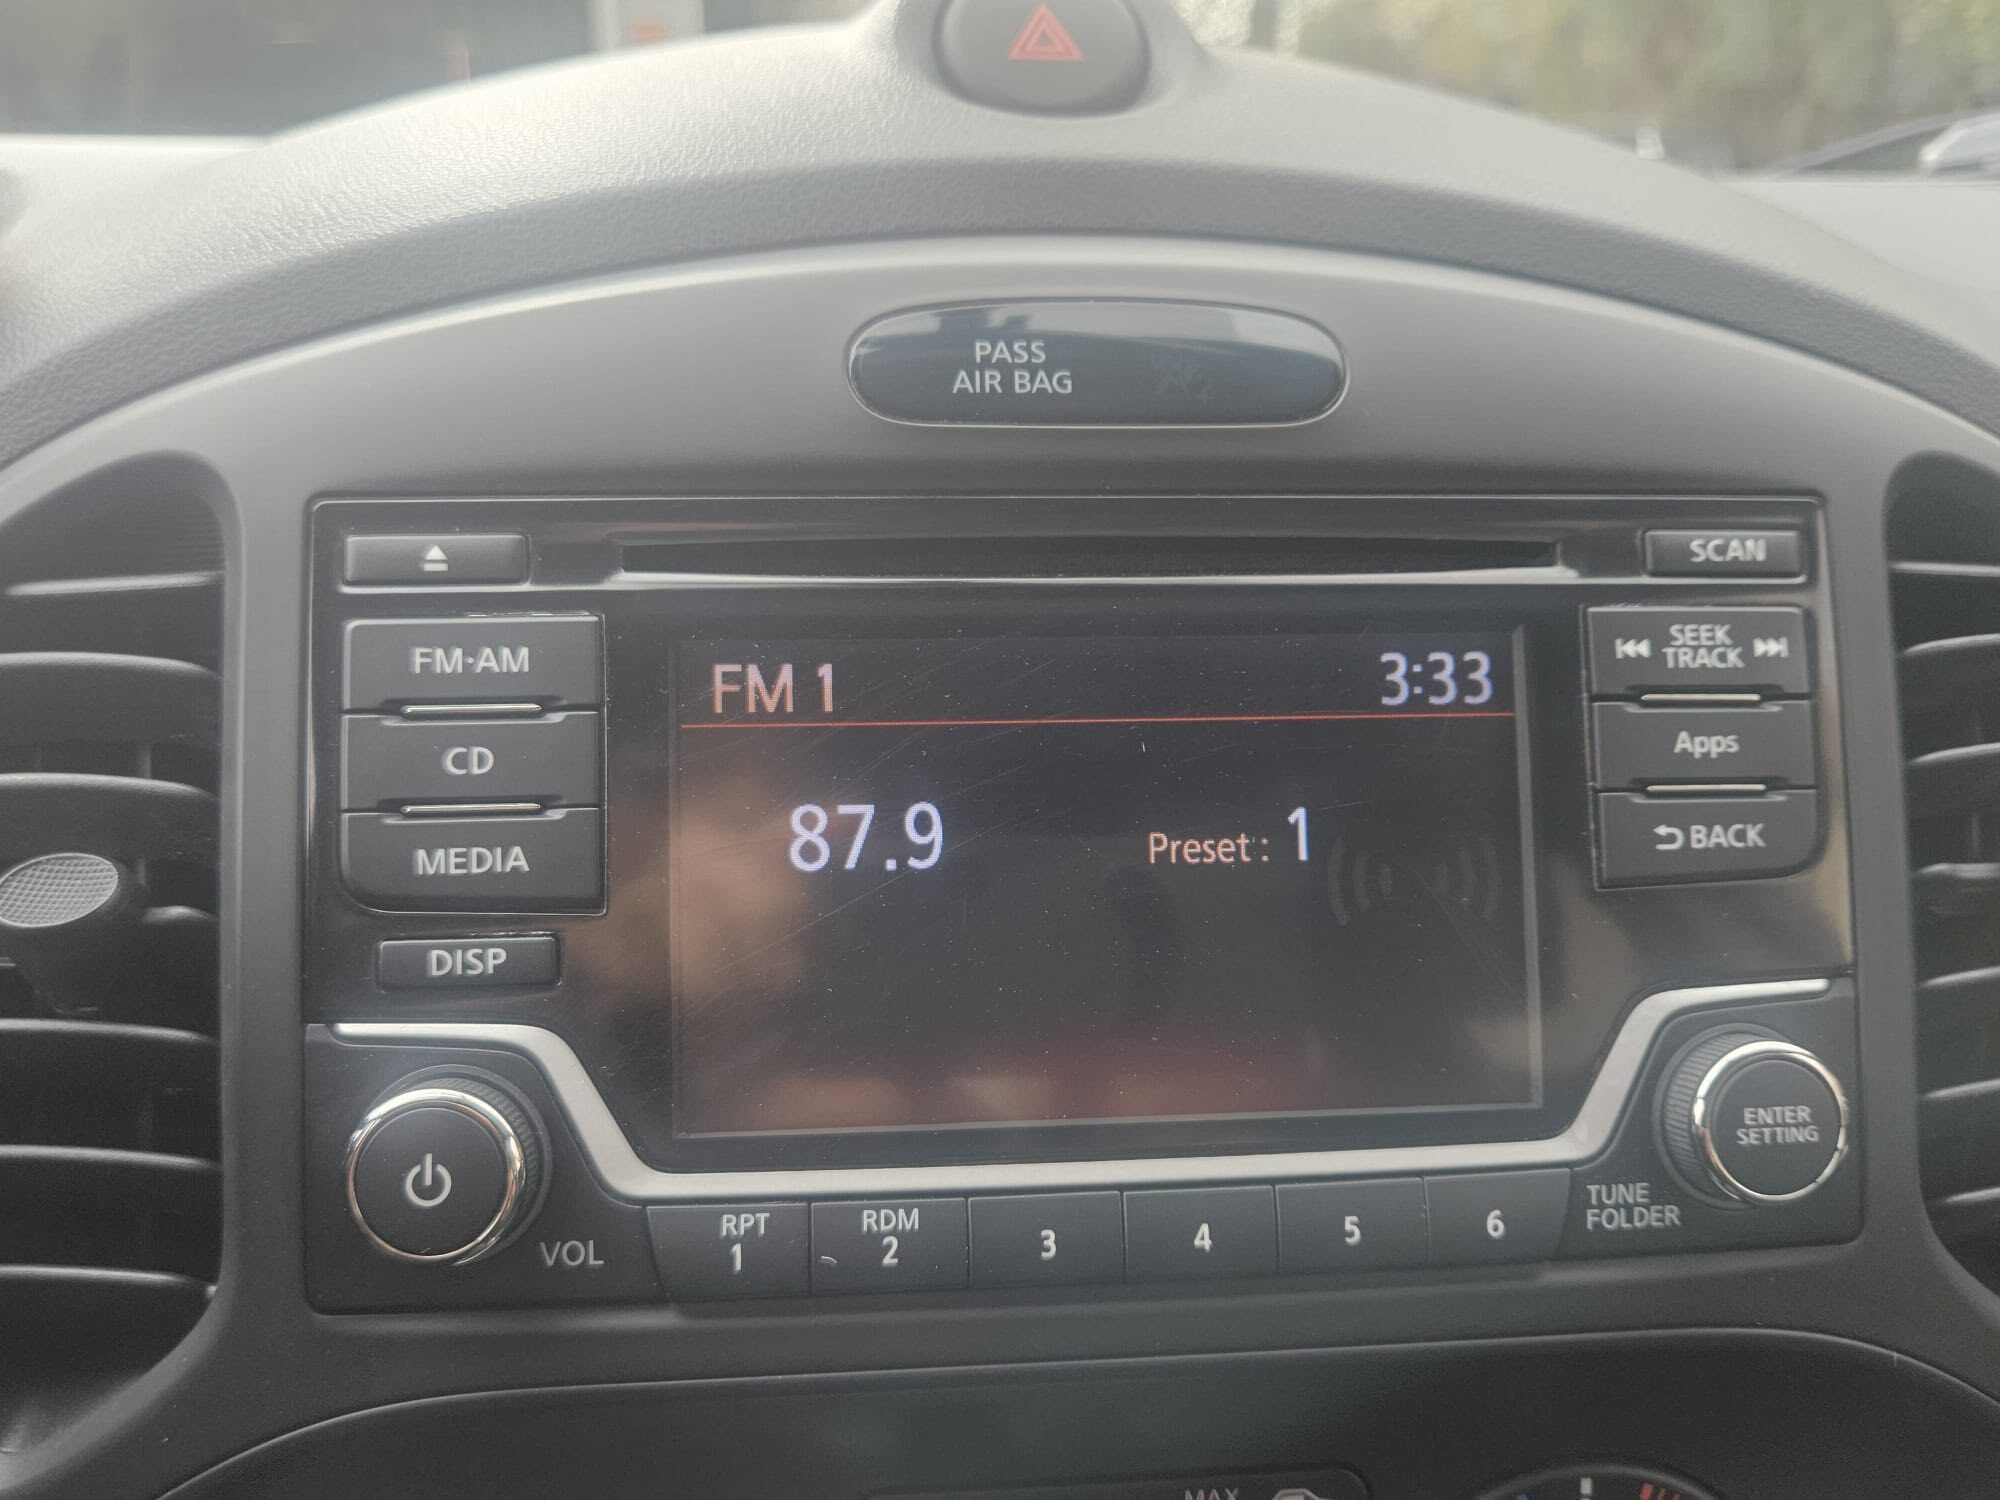 PASS
AIR BAG
SCAN
FM·AM
CD
MEDIA
DISP
FM 1
3:33
87.9
Preset : 1
SEEK
TRACK
Apps
BACK
VOL
RPT
1
RDM
2
3
4
5
6
TUNE
FOLDER
ENTER
SETTING
MAX